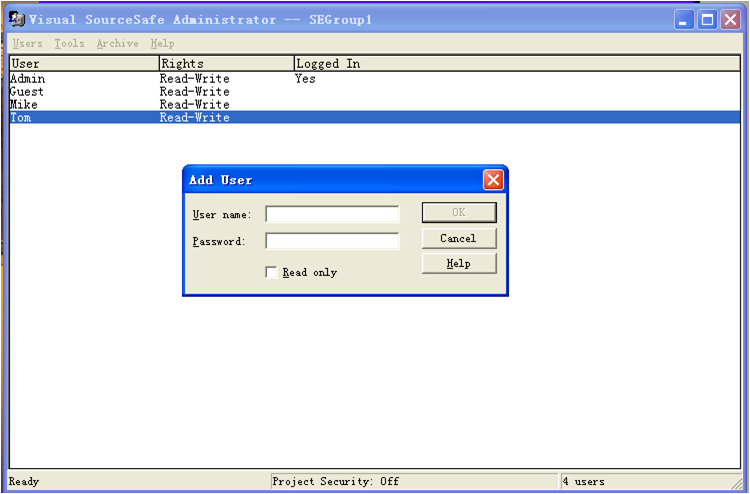 Visual SourceSafe Administrator -- SEGroup1
Users Tools Archive Help
User Rights Logged In
Admin Read-Write Yes
Guest Read-Write
Mike Read-Write
Tom Read-Write
Add User
User name: OK
Password: Cancel
Read only Help
Ready Project Security: Off 4 users